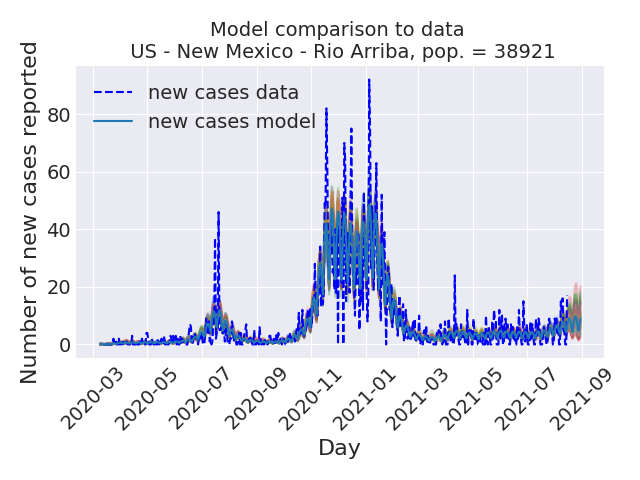 Model comparison to data
US - New Mexico - Rio Arriba, pop. = 38921
Number of new cases reported
80
60
40
20
0
new cases data
new cases model
2020-03
2020-05
2020-07
2020-09
2020-11
2021-01
2021-03
2021-05
2021-07
2021-09
Day